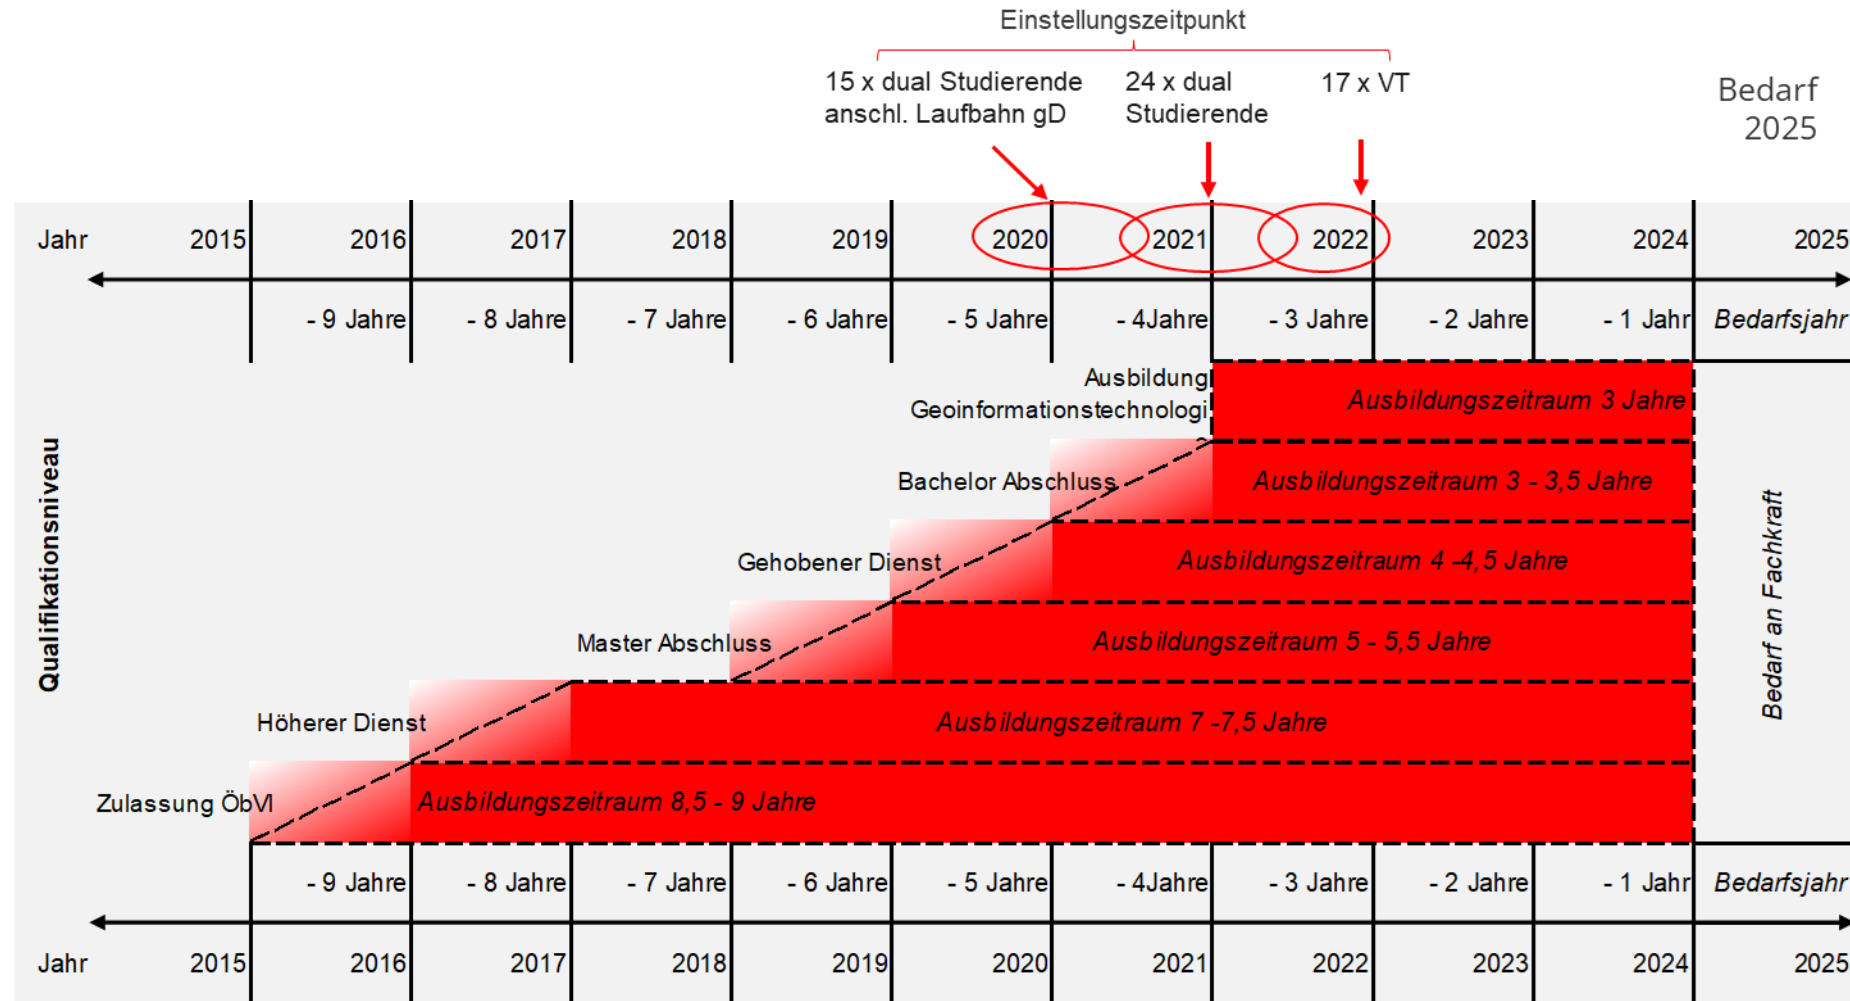 Einstellungszeitpunkt
15 x dual Studierende
anschl. Laufbahn gD
24 x dual
Studierende
17 x VT
Bedarf
2025
Jahr 2015 2016 2017 2018 2019 2020 2021 2022 2023 2024 2025
- 9 Jahre - 8 Jahre - 7 Jahre - 6 Jahre - 5 Jahre - 4Jahre - 3 Jahre - 2 Jahre - 1 Jahr Bedarfsjahr
Qualifikationsniveau
Ausbildung
Geoinformationstechnologi
Ausbildungszeitraum 3 Jahre
Bachelor Abschluss Ausbildungszeitraum 3 - 3,5 Jahre
Gehobener Dienst Ausbildungszeitraum 4 -4,5 Jahre
Master Abschluss Ausbildungszeitraum 5 - 5,5 Jahre
Höherer Dienst Ausbildungszeitraum 7 -7,5 Jahre
Zulassung ÖbVI Ausbildungszeitraum 8,5 - 9 Jahre
Bedarf an Fachkraft
- 9 Jahre - 8 Jahre - 7 Jahre - 6 Jahre - 5 Jahre - 4Jahre - 3 Jahre - 2 Jahre - 1 Jahr Bedarfsjahr
Jahr 2015 2016 2017 2018 2019 2020 2021 2022 2023 2024 2025